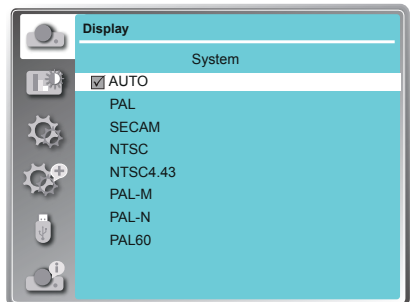 Display
System
AUTO
PAL
SECAM
NTSC
NTSC4.43
PAL-M
PAL-N
PAL60